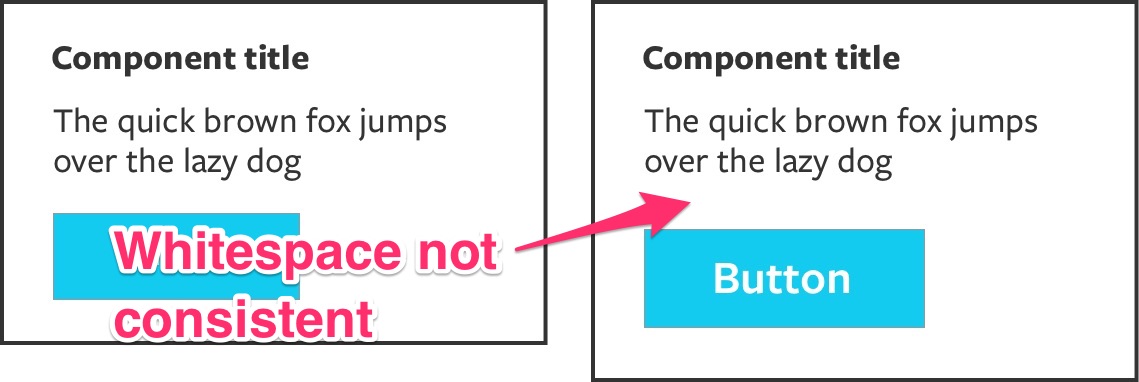 Component title
The quick brown fox jumps
over the lazy dog
Whitespace not
consistent
Component title
The quick brown fox jumps
over the lazy dog
Button